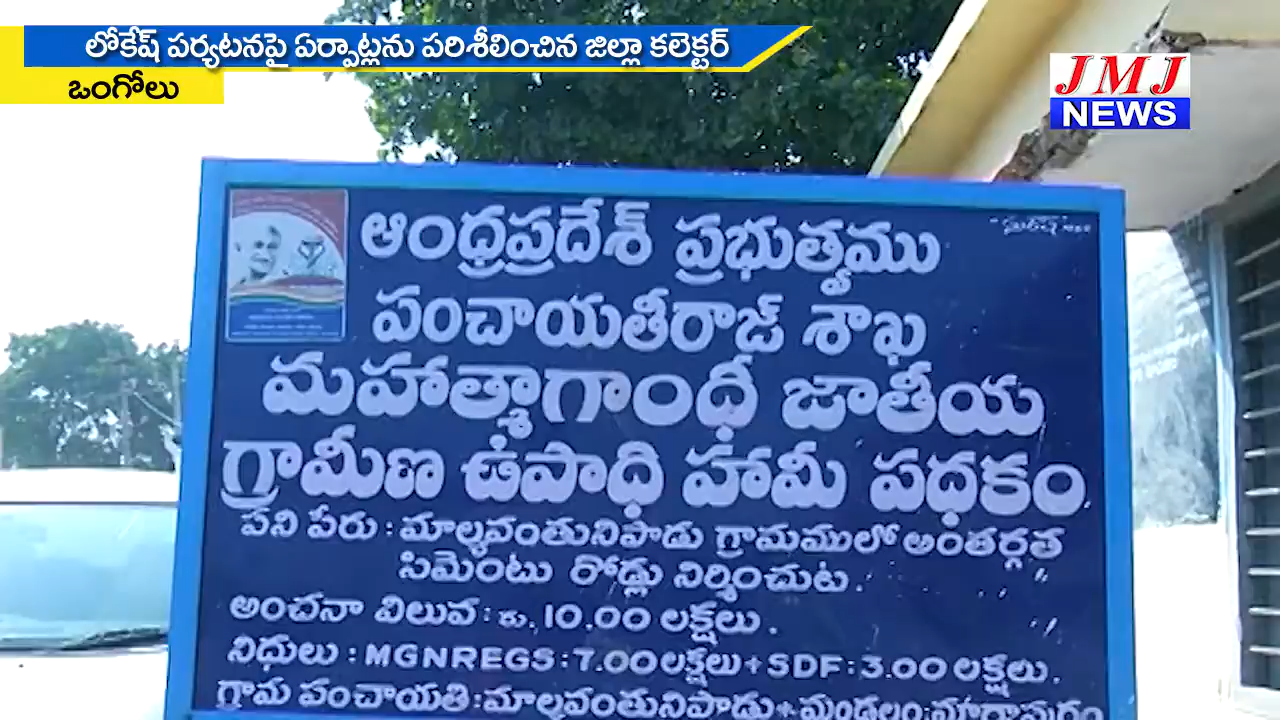 లోకేష్ పర్యటనపై ఏర్పాట్లను పరిశీలించిన జిల్లా కలెక్టర్
ఒంగోలు
JMJ
NEWS
ఆంధ్రప్రదేశ్ ప్రభుత్వము
పంచాయతీరాజ్ శాఖ
మహాత్మాగాంధీ జాతీయ
గ్రామీణ ఉపాధి హామీ పథకం
పని పేరు : మాల్యవంతునిపాడు గ్రామములో అంతర్గత
సిమెంటు రోడ్లు నిర్మించుట .
అంచనా విలువ : రు. 10.00 లక్షలు .
నిధులు : MGNREGS : 7.00 లక్షలు + SDF : 3.00 లక్షలు .
గ్రామ పంచాయతి : మాల్యవంతునిపాడు